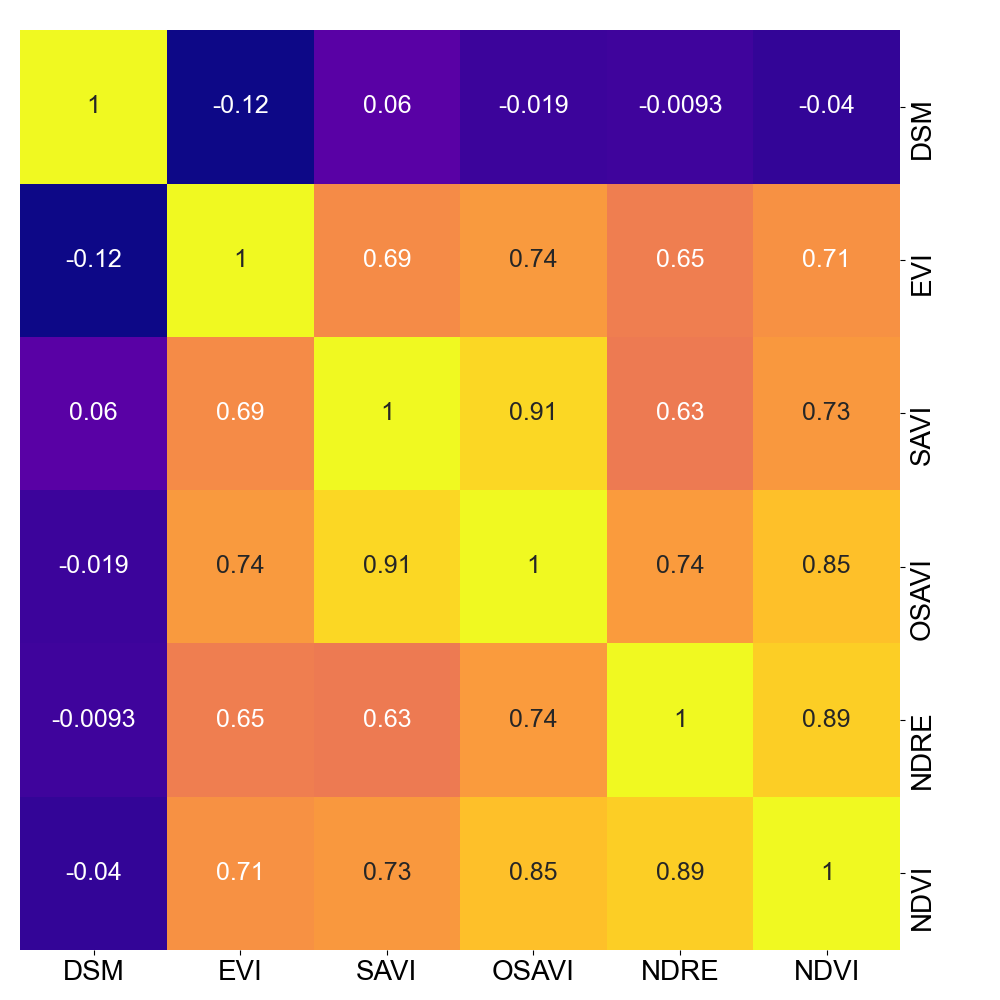 1 -0.12 0.06 -0.019 -0.0093 -0.04 DSM
-0.12 1 0.69 0.74 0.65 0.71 EVI
0.06 0.69 1 0.91 0.63 0.73 SAVI
-0.019 0.74 0.91 1 0.74 0.85 OSAVI
-0.0093 0.65 0.63 0.74 1 0.89 NDRE
-0.04 0.71 0.73 0.85 0.89 1 NDVI
DSM EVI SAVI OSAVI NDRE NDVI